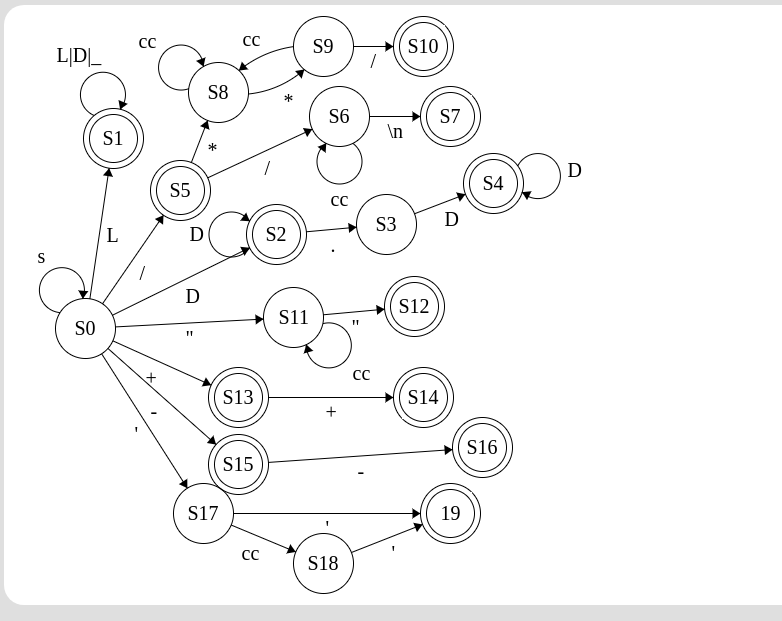 cc
cc
S9
S10
/
L|D|_
S8
*
S6
S7
\n
S1
*
S5
/
cc
S4
D
D
S2
S3
D
.
L
/
s
D
S0
"
S11
"
S12
cc
+
S13
+
S14
-
'
S15
-
S16
S17
'
19
cc
S18
'